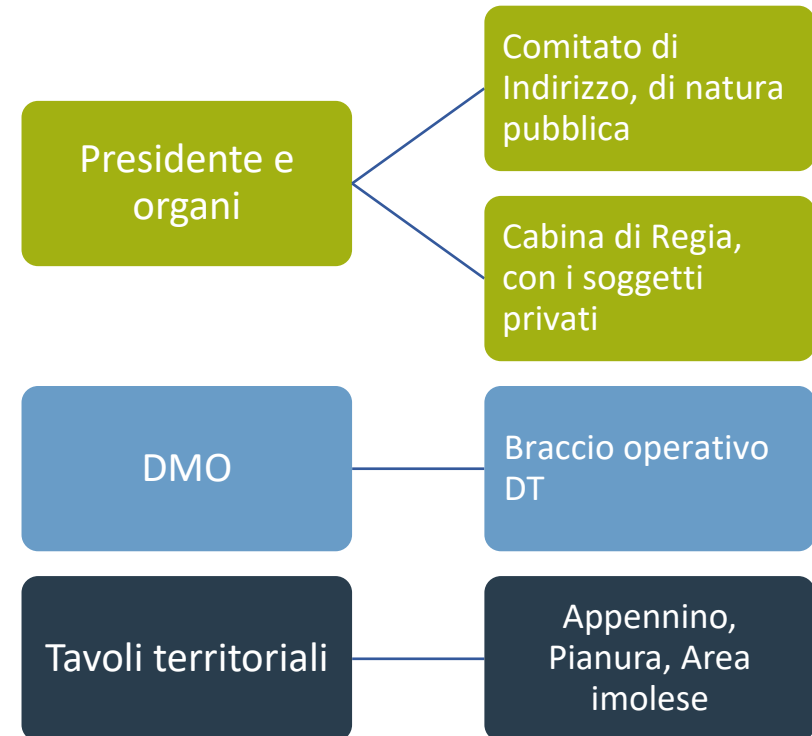 Presidente e
organi
Comitato di
Indirizzo, di natura
pubblica
Cabina di Regia,
con i soggetti
privati
DMO
Braccio operativo
DT
Tavoli territoriali
Appennino,
Pianura, Area
imolese